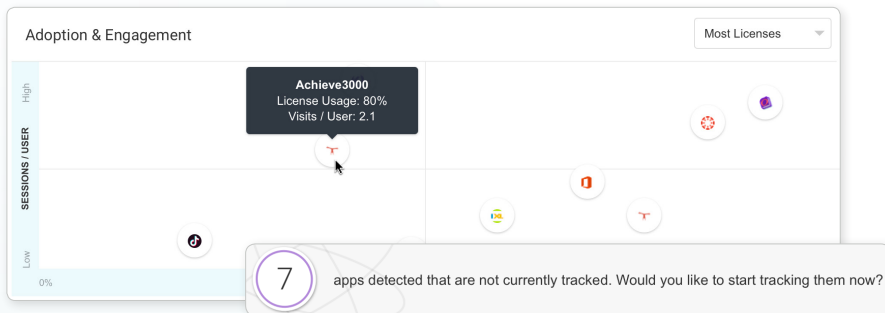 Adoption & Engagement
Most Licenses
High
SESSIONS / USER
Low
Achieve3000
License Usage: 80%
Visits / User: 2.1
IXL
0%
7
apps detected that are not currently tracked. Would you like to start tracking them now?